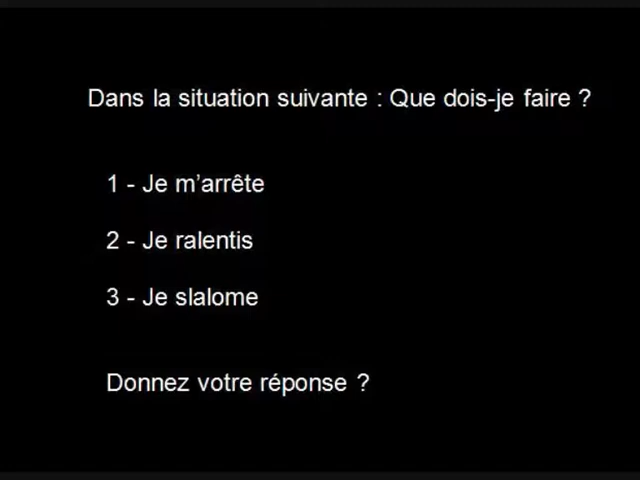 Dans la situation suivante : Que dois-je faire ?
1 - Je m'arrête
2 - Je ralentis
3 - Je slalome
Donnez votre réponse ?